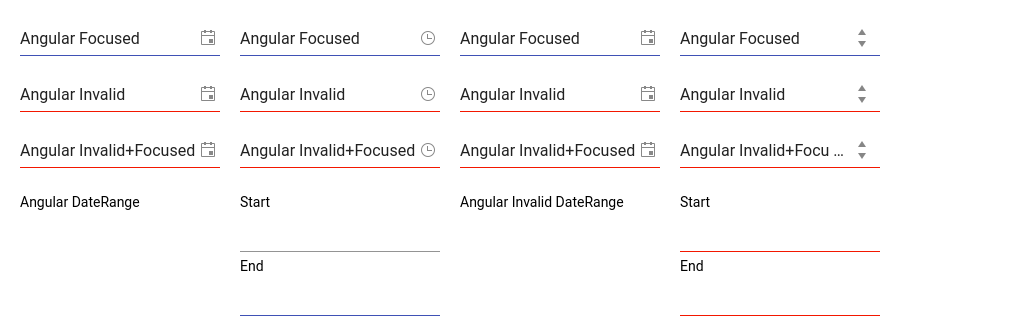 Angular Focused Angular Focused Angular Focused Angular Focused
Angular Invalid Angular Invalid Angular Invalid Angular Invalid
Angular Invalid+Focused Angular Invalid+Focused Angular Invalid+Focused Angular Invalid+Focu ...
Angular DateRange Start Angular Invalid DateRange Start
End End